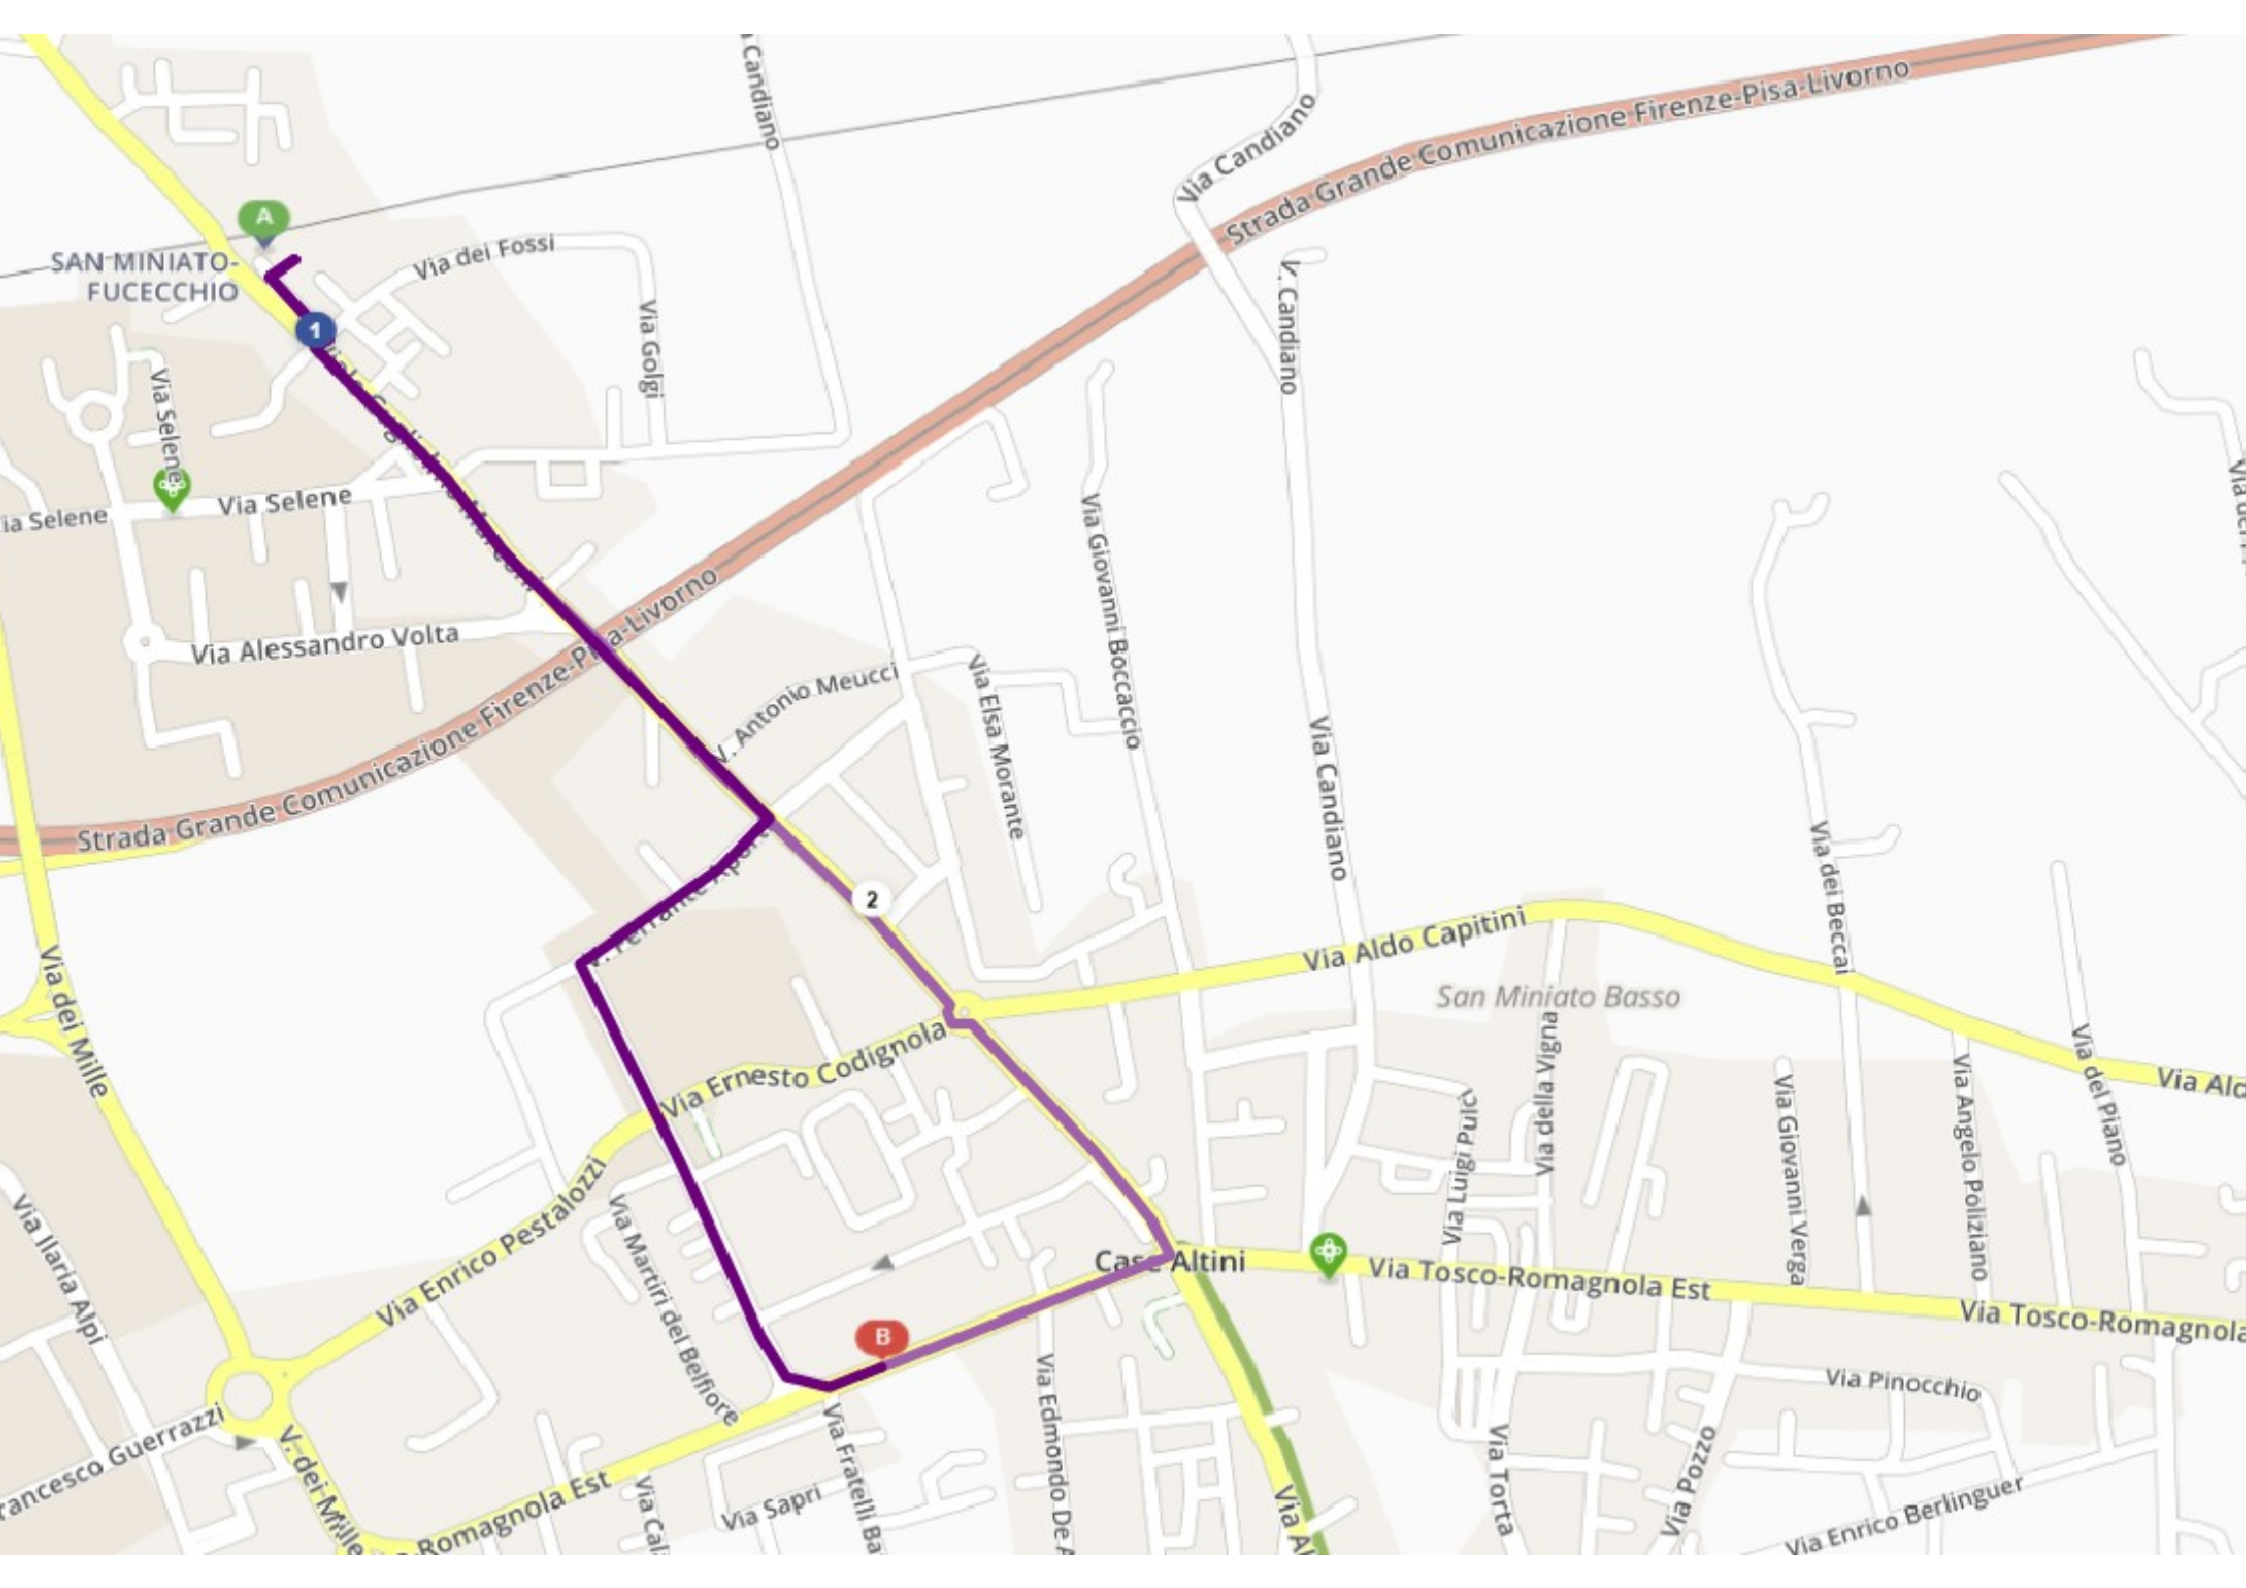 Candiano
Via Candiano
Strada Grande Comunicazione Firenze-Pisa-Livorno
A
SAN MINIATO-
FUCECCHIO
Via dei Fossi
V. Candiano
1
Via Golgi
Via Selene
Via Selene
ia Selene
Via Giovanni Boccaccio
Via Alessandro Volta
Strada Grande Comunicazione Firenze-Pisa-Livorno
V. Antonio Meucci
Via Elsa Morante
Via Candiano
Via dei Beccai
2
Via Aldo Capitini
San Miniato Basso
Via dei Mille
Via Ernesto Codignola
Via della Vigna
Via del Piano
Via Ald
Via Luigi Pulci
Via Giovanni Verga
Via Angelo Poliziano
Via Enrico Pestalozzi
Via Martiri del Belfiore
Via Ilaria Alpi
Case Altini
Via Tosco-Romagnola Est
Via Tosco-Romagnola
B
Via Pinocchio
Via Edmondo De A
Via Fratelli Ba
rancesco Guerrazzi
V. dei Mille
Romagnola Est
Via Cal
Via Sapri
Via Al
Via Torta
Via Pozzo
Via Enrico Berlinguer